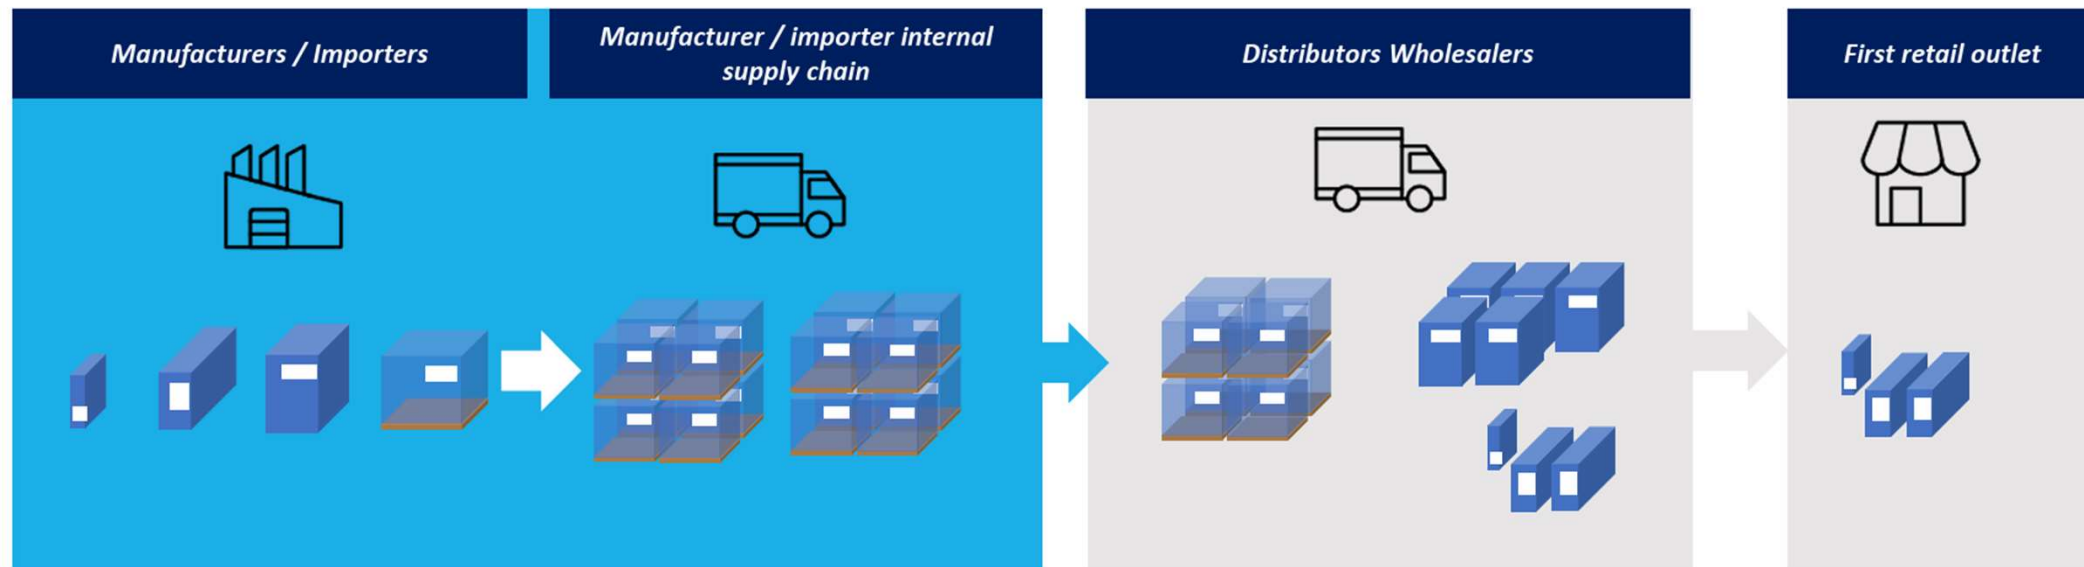 Manufacturers / Importers
Manufacturer / importer internal
supply chain
Distributors Wholesalers
First retail outlet